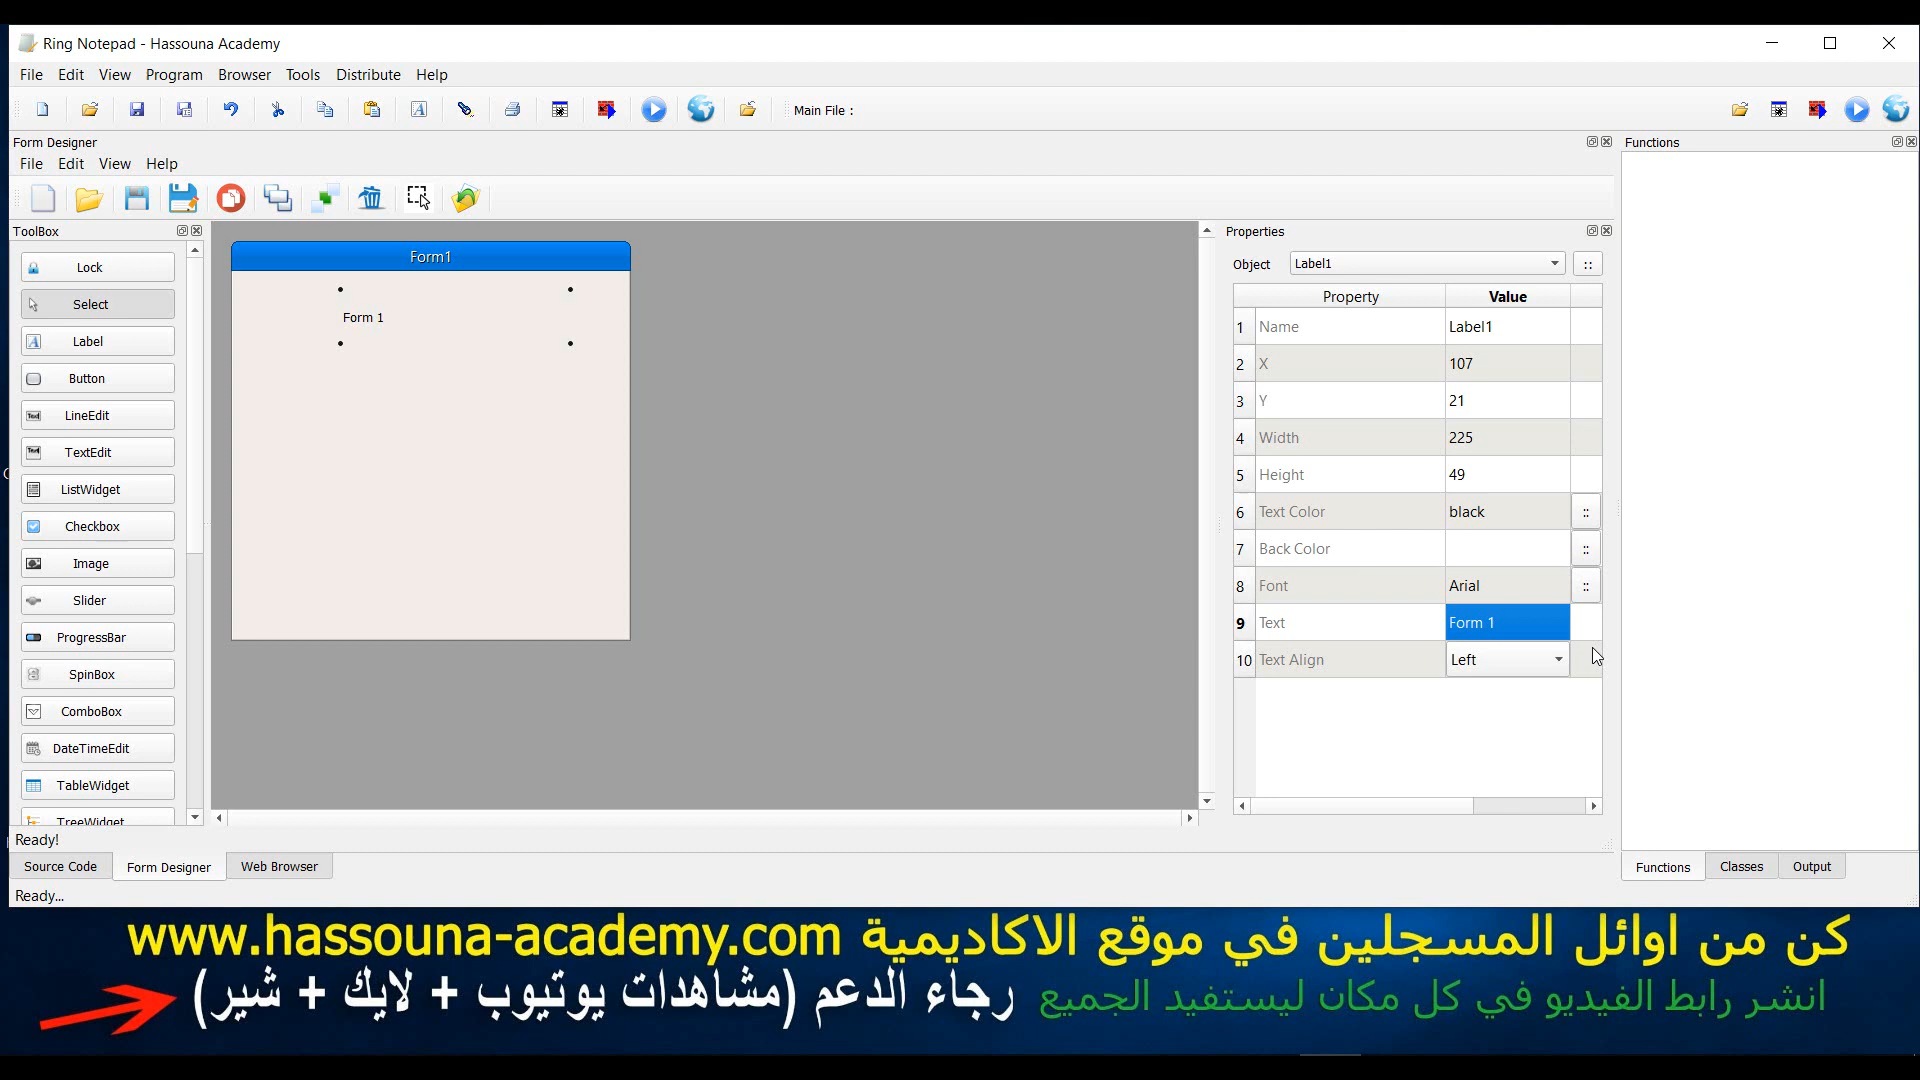 Ring Notepad - Hassouna Academy
File Edit View Program Browser Tools Distribute Help
Main File :
Form Designer
Functions
File Edit View Help
ToolBox
Lock
Select
Label
Button
LineEdit
TextEdit
ListWidget
Checkbox
Image
Slider
ProgressBar
SpinBox
ComboBox
DateTimeEdit
TableWidget
TreeWidget
Form1
Form 1
Properties
Object Label1 ::
Property Value
1 Name Label1
2 X 107
3 Y 21
4 Width 225
5 Height 49
6 Text Color black ::
7 Back Color ::
8 Font Arial ::
9 Text Form 1
10 Text Align Left
Ready!
Source Code Form Designer Web Browser
Functions Classes Output
Ready...
كن من اوائل المسجلين في موقع الاكاديمية www.hassouna-academy.com
انشر رابط الفيديو في كل مكان ليستفيد الجميع رجاء الدعم (مشاهدات يوتيوب + لايك + شير)